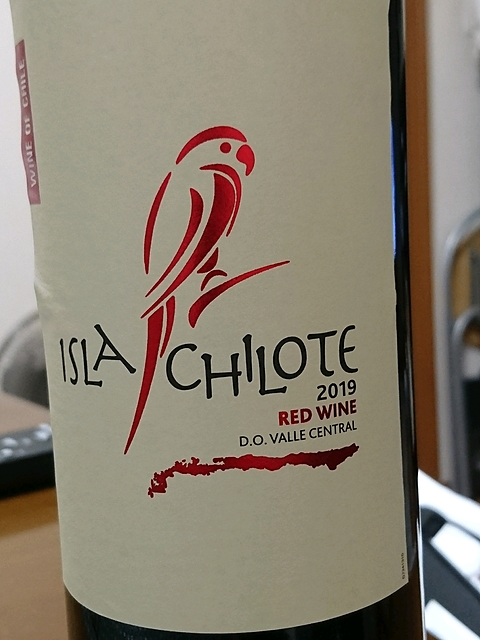 WINE OF CHILE
ISLA CHILOTE
2019
RED WINE
D.O. VALLE CENTRAL